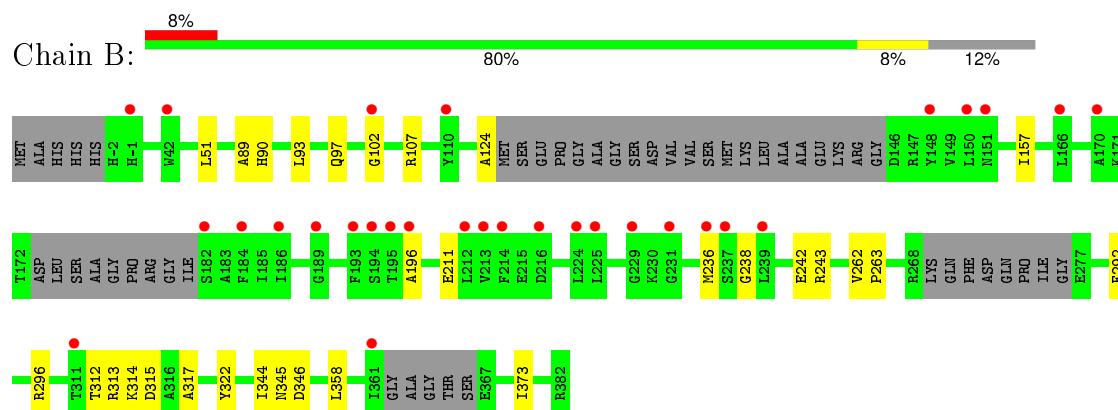 8%
Chain B:
80% 8% 12%
MET ALA HIS HIS HIS H-2 H-1 W42 L51 A89 H90 L93 Q97 G102 R107 Y110 A124 MET SER GLU PRO GLY ALA GLY SER ASP VAL VAL SER MET LYS LEU ALA ALA GLU LYS ARG GLY D146 R147 Y148 V149 L150 N151 I157 L166 A170 K171
T172 ASP LEU SER ALA GLY PRO ARG GLY ILE S182 A183 F184 I185 I186 G189 F193 S194 T195 A196 E211 L212 V213 F214 E215 D216 L224 L225 G229 K230 G231 M236 S237 G238 L239 E242 R243 V262 P263 R268 LYS GLN PHE ASP GLN PRO ILE GLY E277
R296 T311 T312 R313 K314 D315 A316 A317 Y322 I344 N345 D346 L358 I361 GLY ALA GLY THR SER E367 I373 R382